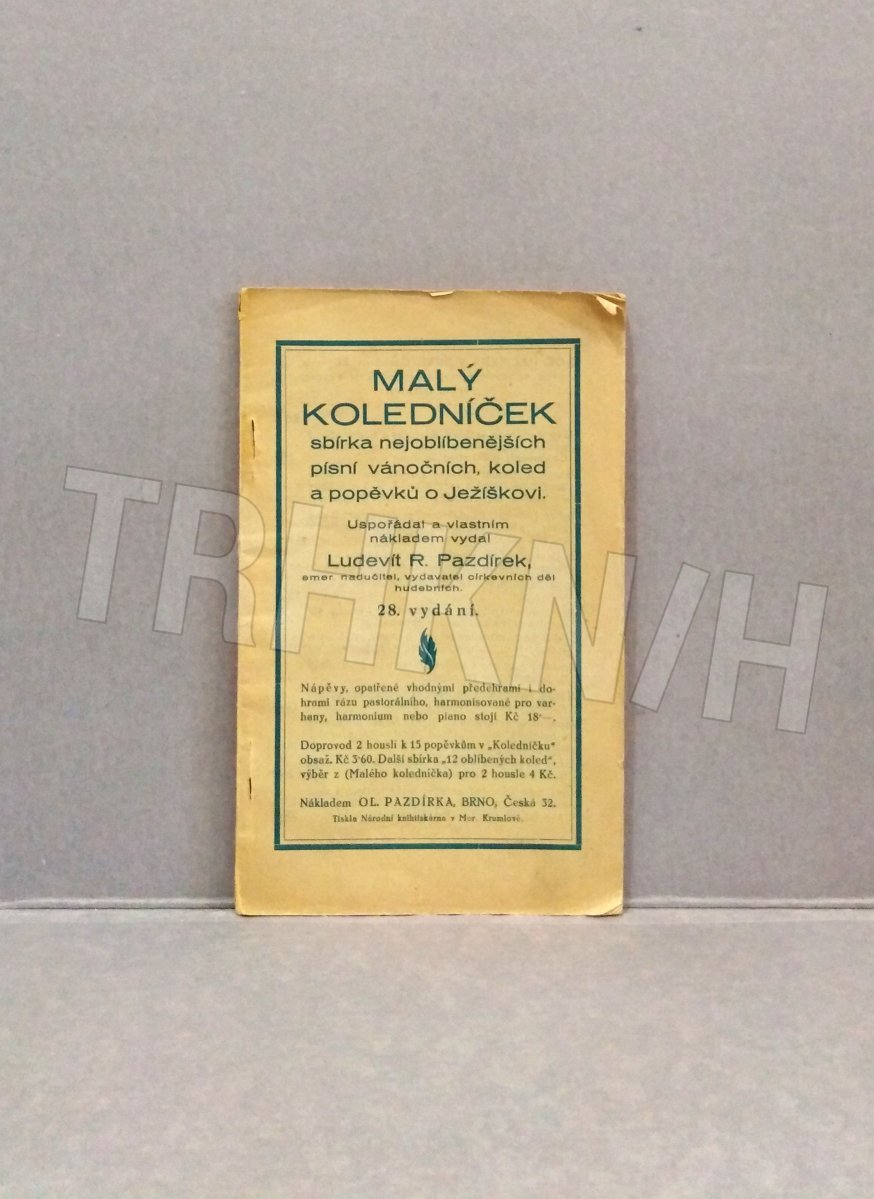 MALÝ
KOLEDNÍČEK
sbírka nejoblíbenějších
písní vánočních, koled
a popěvků o Ježíškovi.
Uspořádal a vlastním
nákladem vydal
Ludevít R. Pazdírek,
emer. nadučitel, vydavatel církevních děl
hudebních.
28. vydání.
Nápěvy, opatřené vhodnými předehrami i do-
hrami rázu pastorálního, harmonisované pro var-
hany, harmonium nebo piano stojí Kč 18·—.
Doprovod 2 houslí k 15 popěvkům v „Koledníčku"
obsaž. Kč 3·60. Další sbírka „12 oblíbených koled",
výběr z (Malého koledníčka) pro 2 housle 4 Kč.
Nákladem OL. PAZDÍRKA, BRNO, Česká 32.
Tiskla Národní knihtiskárna v Mor. Krumlově.
TRHKNIH